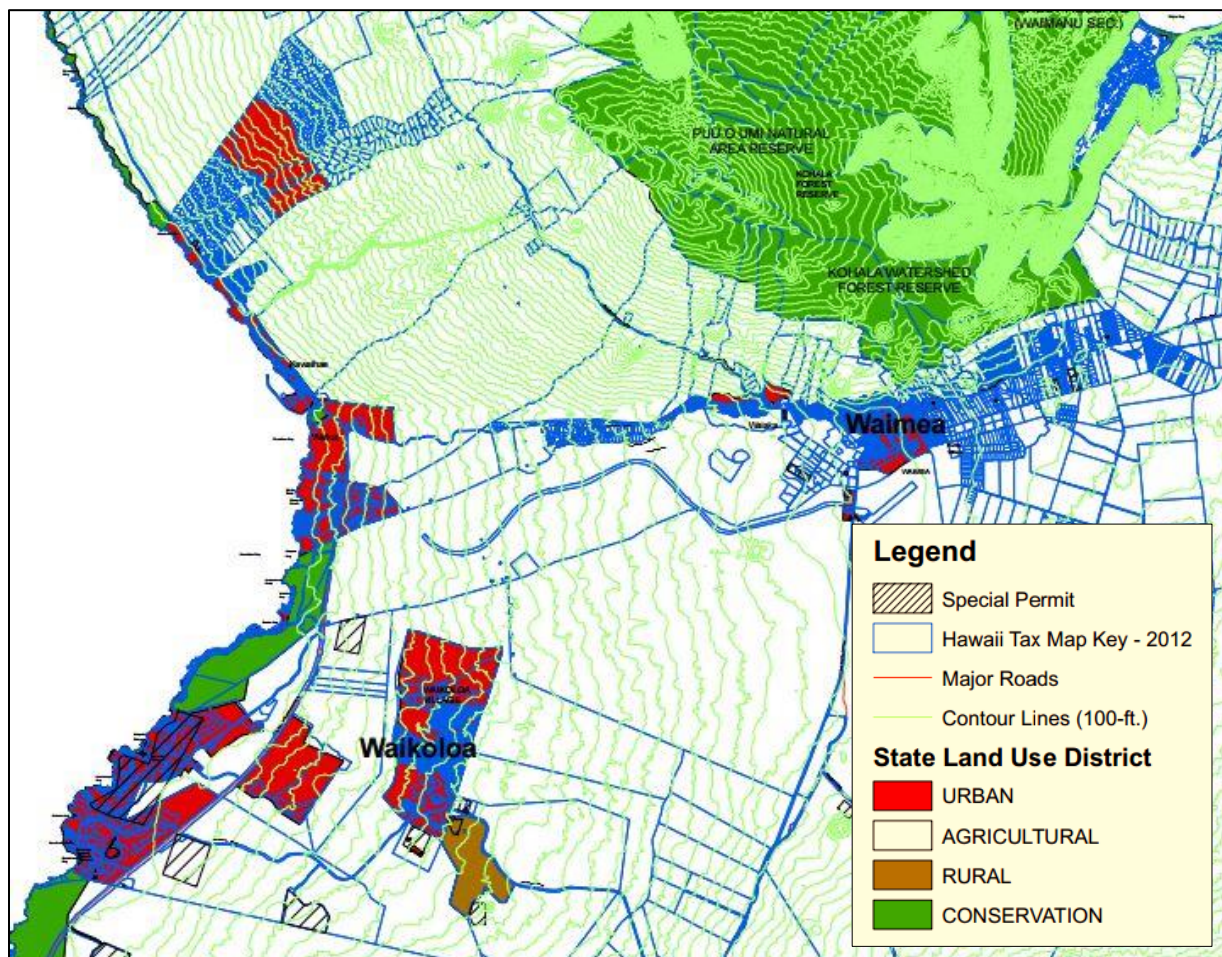 (WAIMANU SEC.)
PUU O UMI NATURAL
AREA RESERVE
KOHALA
FOREST
RESERVE
KOHALA WATERSHED
FOREST RESERVE
Kawaihae
Waimea
Waiaka
WAIMEA
WAIKOLOA
VILLAGE
Waikoloa
Legend
Special Permit
Hawaii Tax Map Key - 2012
Major Roads
Contour Lines (100-ft.)
State Land Use District
URBAN
AGRICULTURAL
RURAL
CONSERVATION